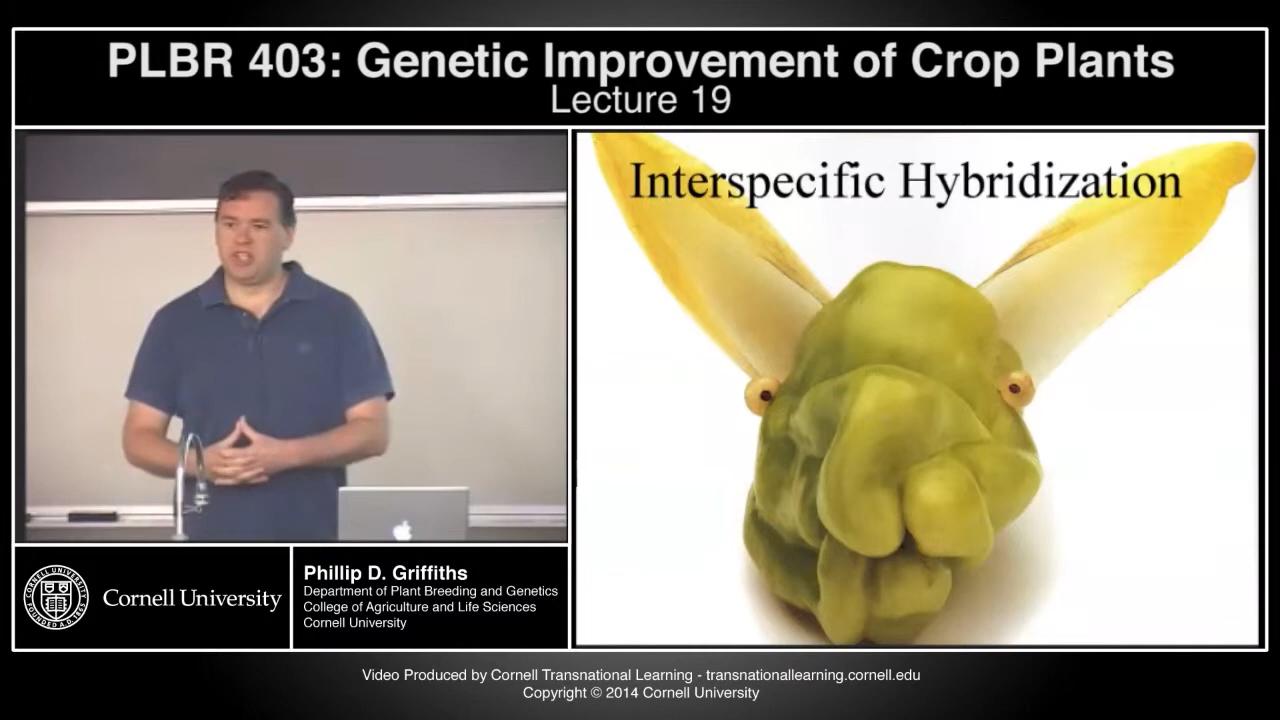 PLBR 403: Genetic Improvement of Crop Plants
Lecture 19
Interspecific Hybridization
CORNELL UNIVERSITY
FOUNDED A.D. 1865
Cornell University
Phillip D. Griffiths
Department of Plant Breeding and Genetics
College of Agriculture and Life Sciences
Cornell University
Video Produced by Cornell Transnational Learning - transnationallearning.cornell.edu
Copyright © 2014 Cornell University